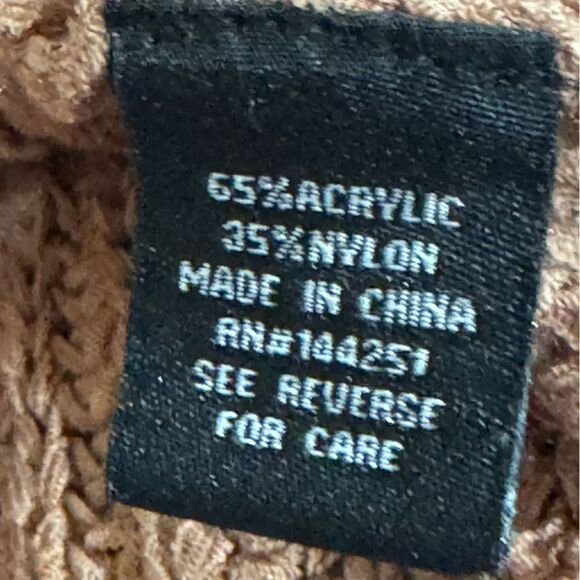 65%ACRYLIC
35%NYLON
MADE IN CHINA
RN#144251
SEE REVERSE
FOR CARE